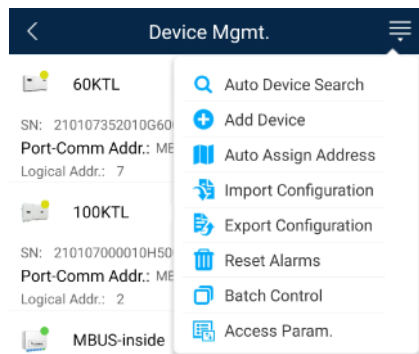 Device Mgmt.
60KTL
SN: 210107352010G60
Port-Comm Addr.: ME
Logical Addr.: 7
100KTL
SN: 210107000010H50
Port-Comm Addr.: ME
Logical Addr.: 2
MBUS-inside
Auto Device Search
Add Device
Auto Assign Address
Import Configuration
Export Configuration
Reset Alarms
Batch Control
Access Param.